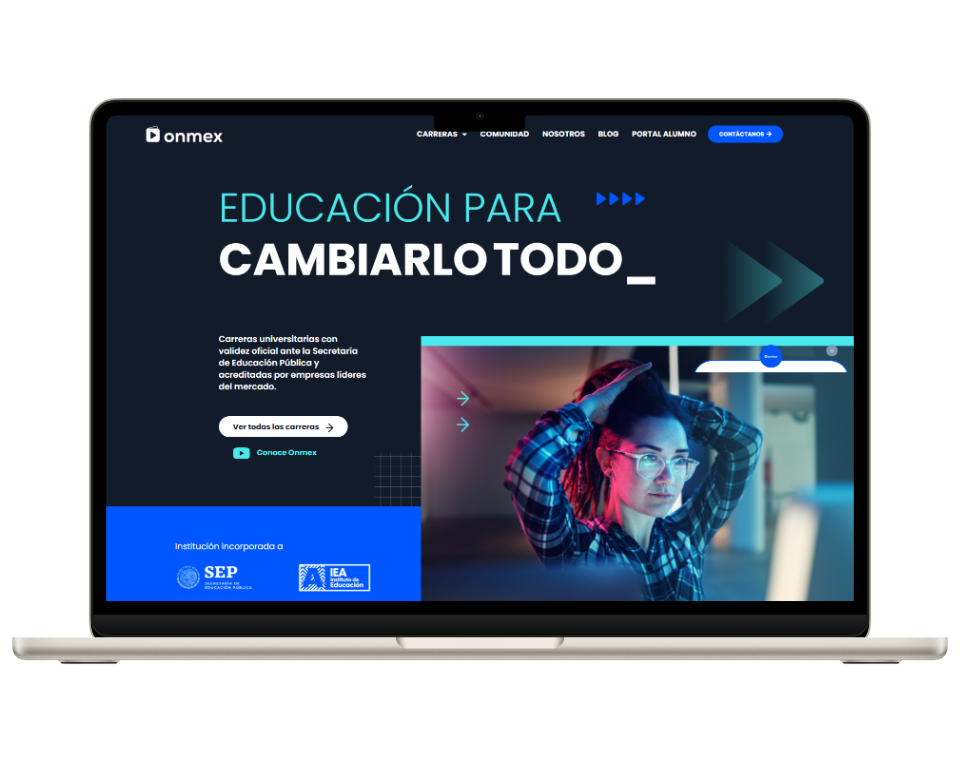 onmex
CARRERAS
COMUNIDAD
NOSOTROS
BLOG
PORTAL ALUMNO
CONTÁCTANOS →
EDUCACIÓN PARA
CAMBIARLO TODO_
Carreras universitarias con
validez oficial ante la Secretaría
de Educación Pública y
acreditadas por empresas líderes
del mercado.
Ver todas las carreras →
Conoce Onmex
Institución incorporada a
SEP
SECRETARÍA DE
EDUCACIÓN PÚBLICA
IEA
Instituto de
Educación